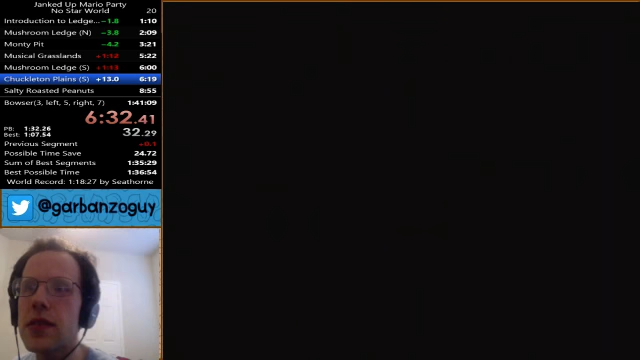 Janked Up Mario Party
No Star World 20
Introduction to Ledge... −1.8 1:10
Mushroom Ledge (N) −3.8 2:09
Monty Pit −4.2 3:21
Musical Grasslands +1:12 5:22
Mushroom Ledge (S) +1:13 6:00
Chuckleton Plains (S) +13.0 6:19
Salty Roasted Peanuts 8:55
Bowser(3, left, 5, right, 7) 1:41:09
6:32.41
PB: 1:32.26
Best: 1:07.54 32.29
Previous Segment +0.1
Possible Time Save 24.72
Sum of Best Segments 1:35:29
Best Possible Time 1:36:54
World Record: 1:18:27 by Seathorne
@garbanzoguy